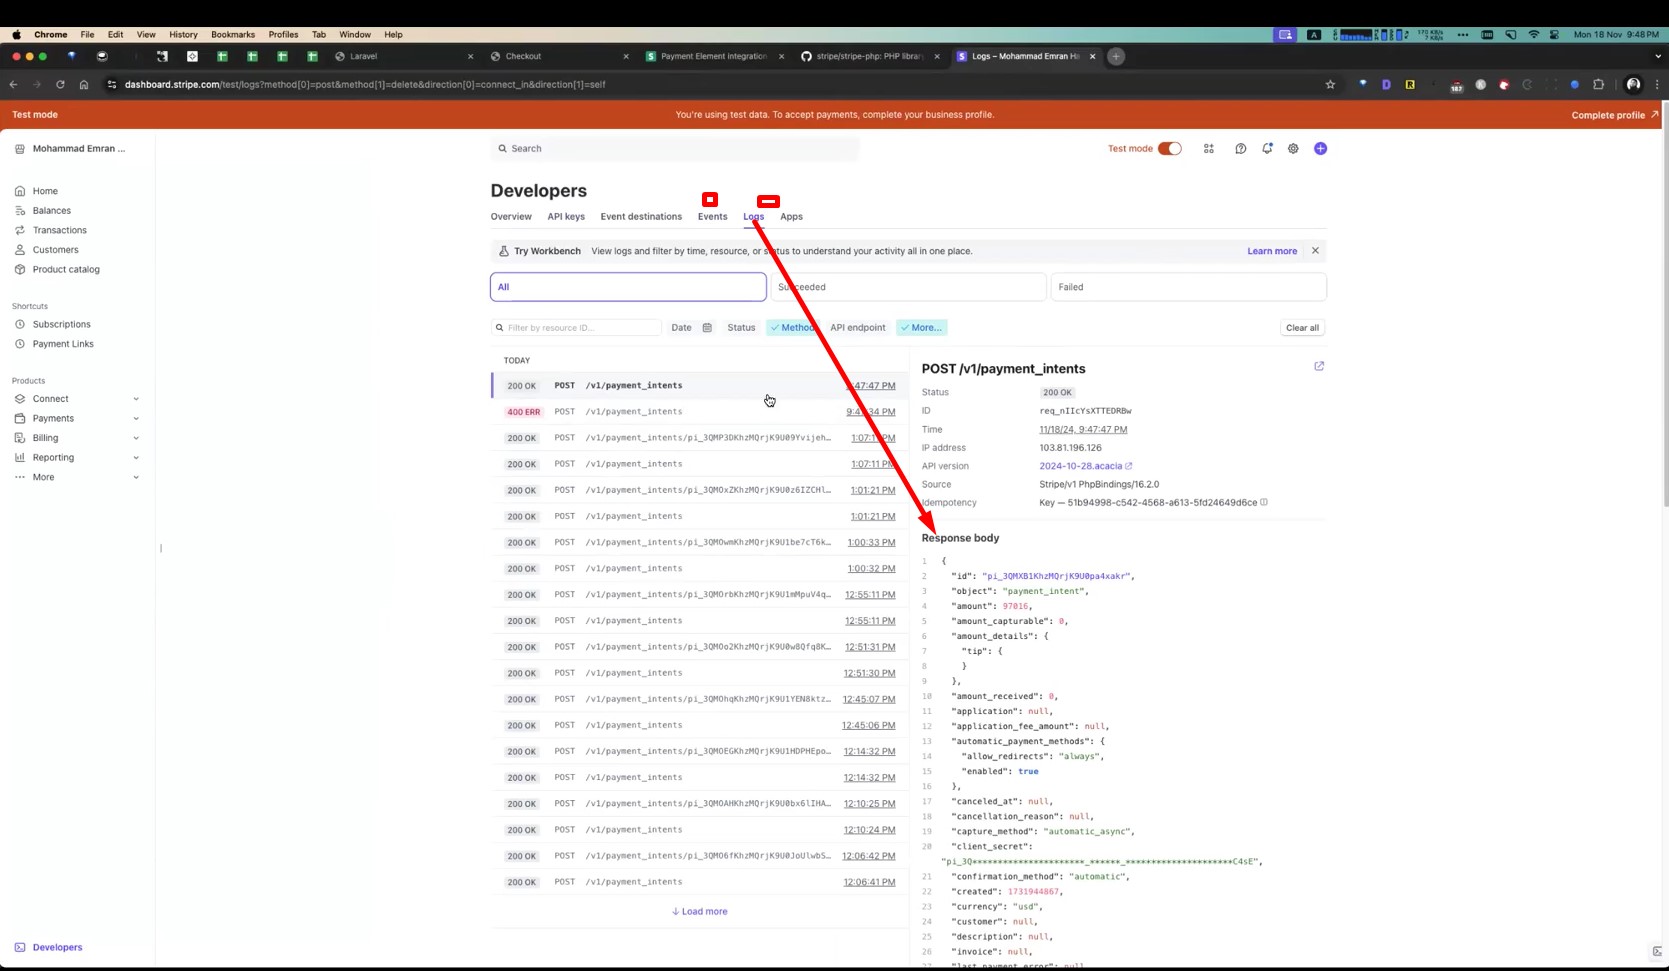 Chrome File Edit View History Bookmarks Profiles Tab Window Help
Mon 18 Nov 9:48 PM
Laravel
Checkout
Payment Element Integration
stripe/stripe-php: PHP library
Logs – Mohammad Emran Ha
dashboard.stripe.com/test/logs?method[0]=post&method[1]=delete&direction[0]=connect_in&direction[1]=self
Test mode
You're using test data. To accept payments, complete your business profile.
Complete profile
Mohammad Emran ...
Search
Test mode
Home
Balances
Transactions
Customers
Product catalog
Shortcuts
Subscriptions
Payment Links
Products
Connect
Payments
Billing
Reporting
More
Developers
Developers
Overview API keys Event destinations Events Logs Apps
Try Workbench View logs and filter by time, resource, or status to understand your activity all in one place. Learn more
All Succeeded Failed
Filter by resource ID... Date Status Method API endpoint More... Clear all
TODAY
200 OK POST /v1/payment_intents :47:47 PM
400 ERR POST /v1/payment_intents 9:47:34 PM
200 OK POST /v1/payment_intents/pi_3QMP3DKhzMQrjK9U09Yvijeh… 1:07:1 PM
200 OK POST /v1/payment_intents 1:07:11 PM
200 OK POST /v1/payment_intents/pi_3QMOxZKhzMQrjK9U0z6IZCHl… 1:01:21 PM
200 OK POST /v1/payment_intents 1:01:21 PM
200 OK POST /v1/payment_intents/pi_3QMOwmKhzMQrjK9U1be7cT6k… 1:00:33 PM
200 OK POST /v1/payment_intents 1:00:32 PM
200 OK POST /v1/payment_intents/pi_3QMOrbKhzMQrjK9U1mMpuV4q… 12:55:11 PM
200 OK POST /v1/payment_intents 12:55:11 PM
200 OK POST /v1/payment_intents/pi_3QMOo2KhzMQrjK9U0w8Qfq8K… 12:51:31 PM
200 OK POST /v1/payment_intents 12:51:30 PM
200 OK POST /v1/payment_intents/pi_3QMOhqKhzMQrjK9U1YEN8ktz… 12:45:07 PM
200 OK POST /v1/payment_intents 12:45:06 PM
200 OK POST /v1/payment_intents/pi_3QMOEGKhzMQrjK9U1HDPHEpo… 12:14:32 PM
200 OK POST /v1/payment_intents 12:14:32 PM
200 OK POST /v1/payment_intents/pi_3QMOAHKhzMQrjK9U0bx6lIHA… 12:10:25 PM
200 OK POST /v1/payment_intents 12:10:24 PM
200 OK POST /v1/payment_intents/pi_3QMO6fKhzMQrjK9U0JoUlwbS… 12:06:42 PM
200 OK POST /v1/payment_intents 12:06:41 PM
Load more
POST /v1/payment_intents
Status 200 OK
ID req_nIIcYsXTTEDRBw
Time 11/18/24, 9:47:47 PM
IP address 103.81.196.126
API version 2024-10-28.acacia
Source Stripe/v1 PhpBindings/16.2.0
Idempotency Key — 51b94998-c542-4568-a613-5fd24649d6ce
Response body
1 {
2 "id": "pi_3QMXB1KhzMQrjK9U0pa4xakr",
3 "object": "payment_intent",
4 "amount": 97016,
5 "amount_capturable": 0,
6 "amount_details": {
7 "tip": {
8 }
9 },
10 "amount_received": 0,
11 "application": null,
12 "application_fee_amount": null,
13 "automatic_payment_methods": {
14 "allow_redirects": "always",
15 "enabled": true
16 },
17 "canceled_at": null,
18 "cancellation_reason": null,
19 "capture_method": "automatic_async",
20 "client_secret":
"pi_3Q**********************_******_*********************C4sE",
21 "confirmation_method": "automatic",
22 "created": 1731944867,
23 "currency": "usd",
24 "customer": null,
25 "description": null,
26 "invoice": null,
27 "last_payment_error": null,